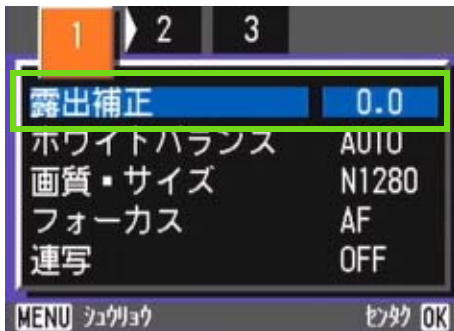 1 2 3
露出補正 0.0
ホワイトバランス AUTO
画質・サイズ N1280
フォーカス AF
連写 OFF
MENU シュウリョウ センタク OK